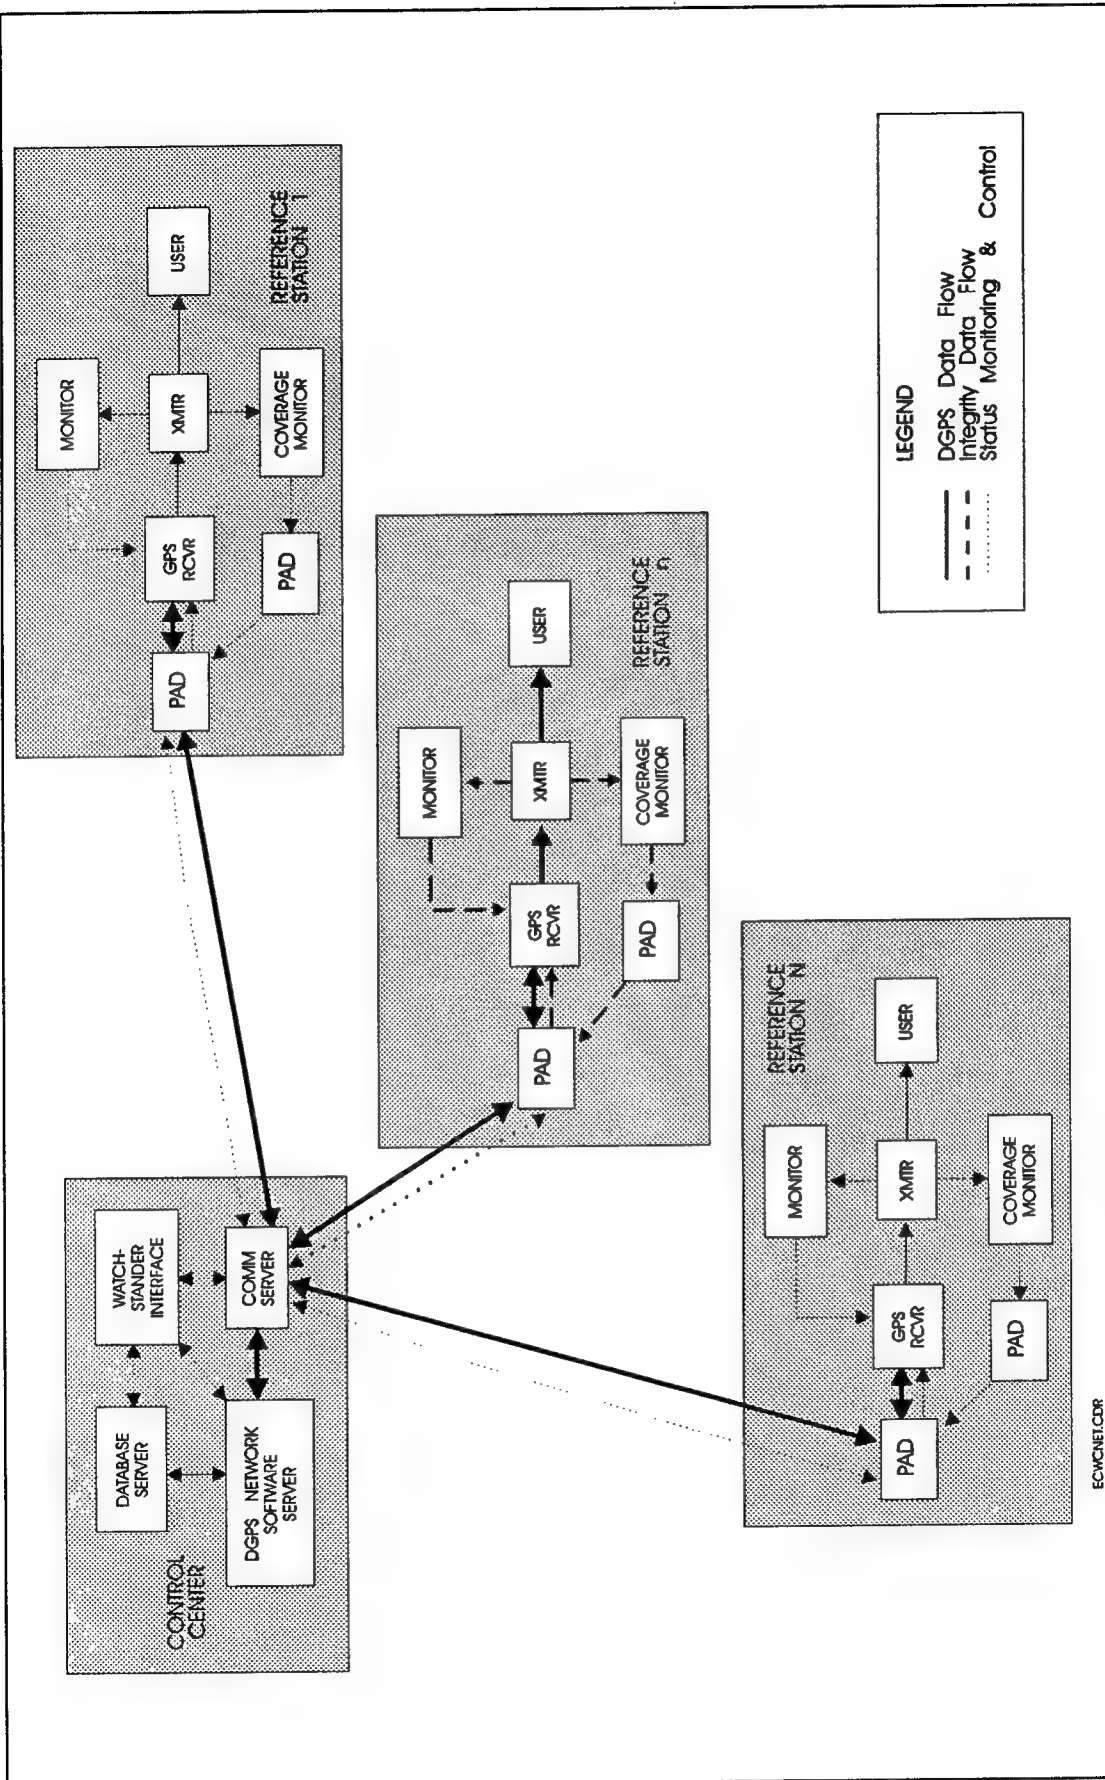 CONTROL
CENTER
DATABASE
SERVER
WATCH-
STANDER
INTERFACE
DGPS NETWORK
SOFTWARE
SERVER
COMM
SERVER
MONITOR
PAD
GPS
RCVR
XMTR
USER
PAD
COVERAGE
MONITOR
REFERENCE
STATION 1
MONITOR
PAD
GPS
RCVR
XMTR
USER
PAD
COVERAGE
MONITOR
REFERENCE
STATION n
REFERENCE
STATION N
MONITOR
PAD
GPS
RCVR
XMTR
USER
PAD
COVERAGE
MONITOR
LEGEND
DGPS Data Flow
Integrity Data Flow
Status Monitoring & Control
ECWCNET.CDR